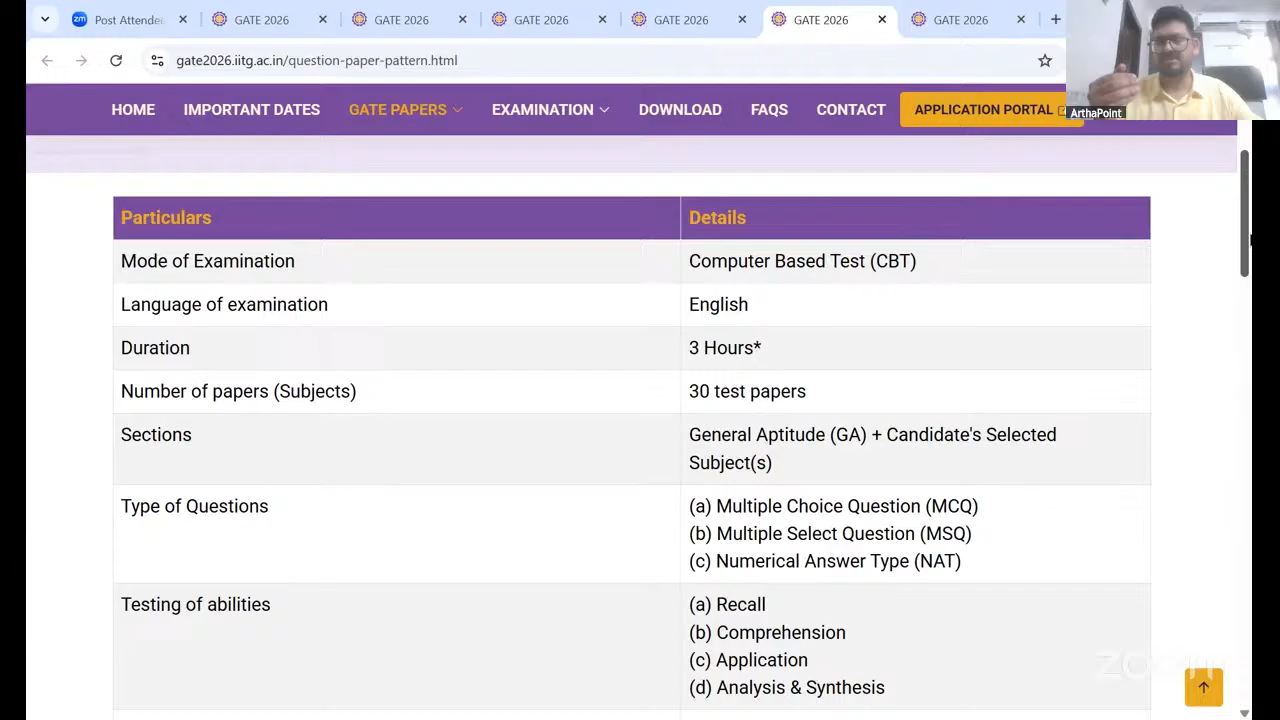 Post Attende
GATE 2026
GATE 2026
GATE 2026
GATE 2026
GATE 2026
GATE 2026
gate2026.iitg.ac.in/question-paper-pattern.html
HOME IMPORTANT DATES GATE PAPERS EXAMINATION DOWNLOAD FAQS CONTACT APPLICATION PORTAL
ArthaPoint
Particulars Details
Mode of Examination Computer Based Test (CBT)
Language of examination English
Duration 3 Hours*
Number of papers (Subjects) 30 test papers
Sections General Aptitude (GA) + Candidate's Selected
Subject(s)
Type of Questions (a) Multiple Choice Question (MCQ)
(b) Multiple Select Question (MSQ)
(c) Numerical Answer Type (NAT)
Testing of abilities (a) Recall
(b) Comprehension
(c) Application
(d) Analysis & Synthesis